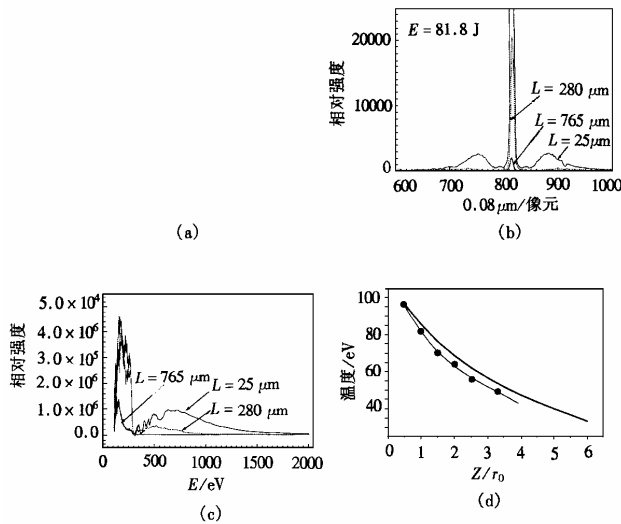 20000
10000
0
相对强度
E = 81.8 J
L = 280 μm
L = 765 μm
L = 25μm
600 700 800 900 1000
0.08μm/像元
(a)
(b)
5.0×10⁴
4.0×10⁶
3.0×10⁵
2.0×10⁶
1.0×10⁶
0.0
相对强度
L = 765 μm
L = 25 μm
L = 280 μm
0 500 1000 1500 2000
E/eV
(c)
100
80
60
40
温度/eV
0 1 2 3 4 5 6
Z/r₀
(d)